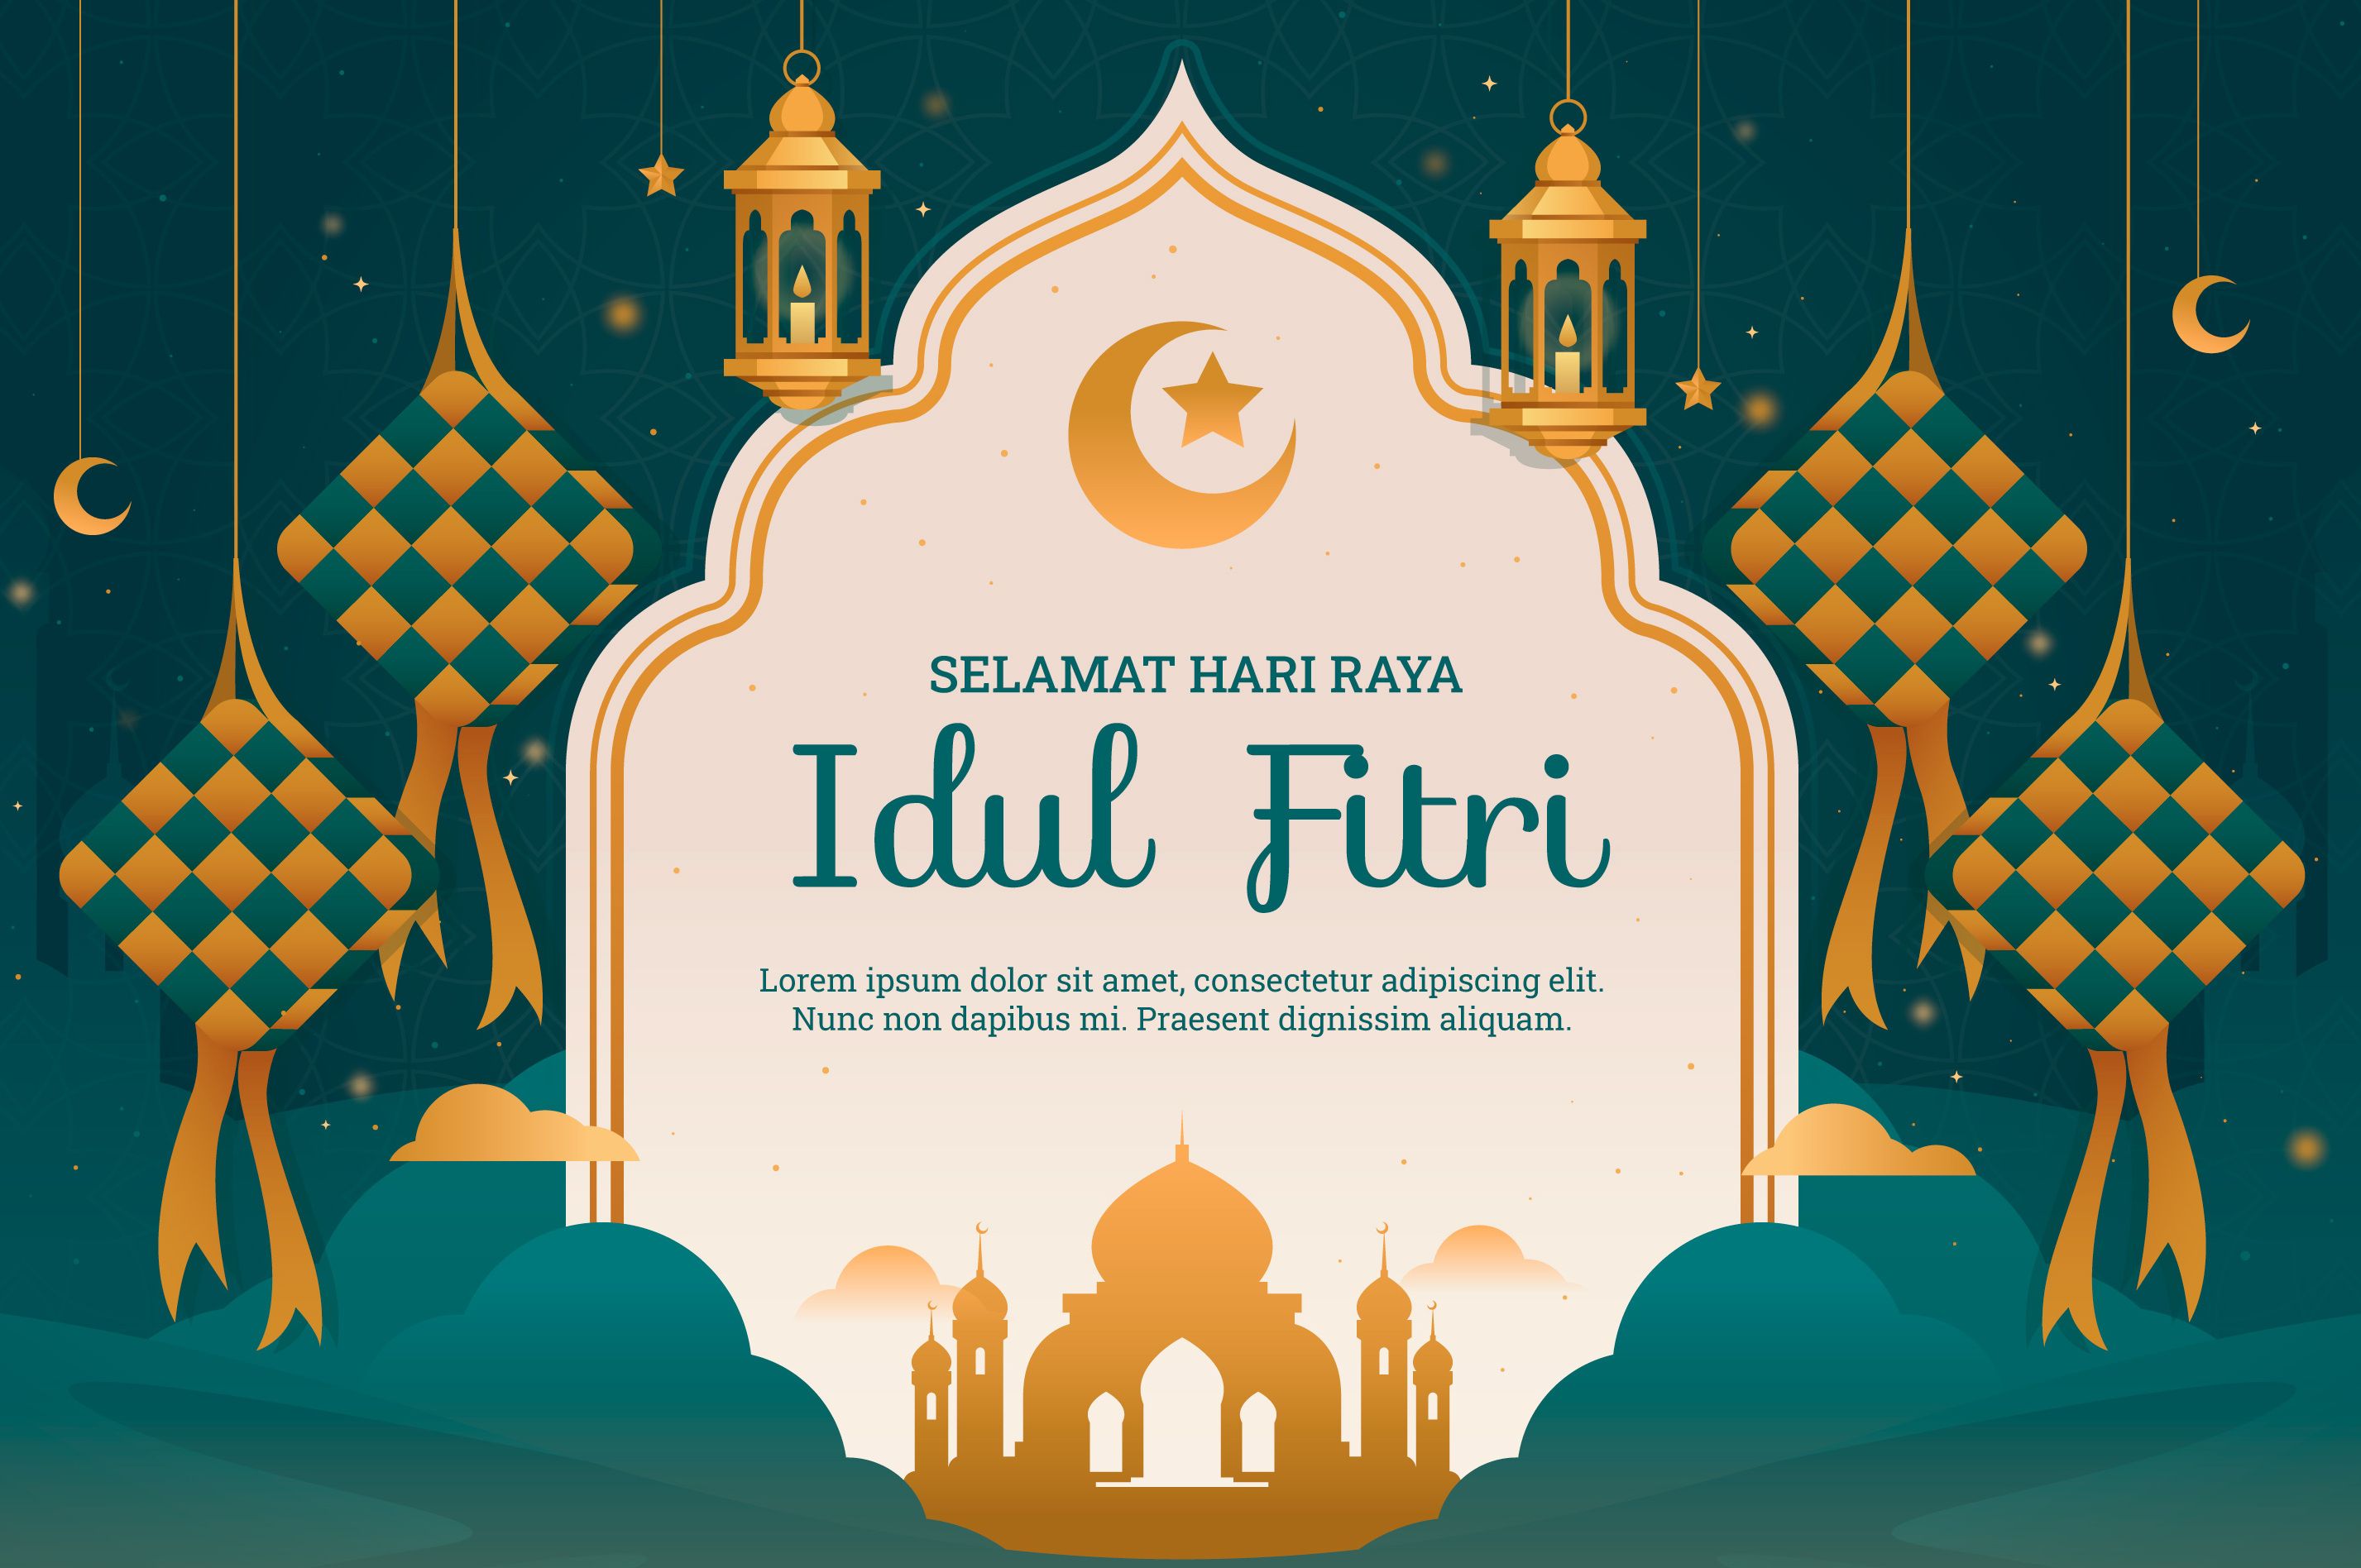 SELAMAT HARI RAYA
Idul Fitri
Lorem ipsum dolor sit amet, consectetur adipiscing elit.
Nunc non dapibus mi. Praesent dignissim aliquam.